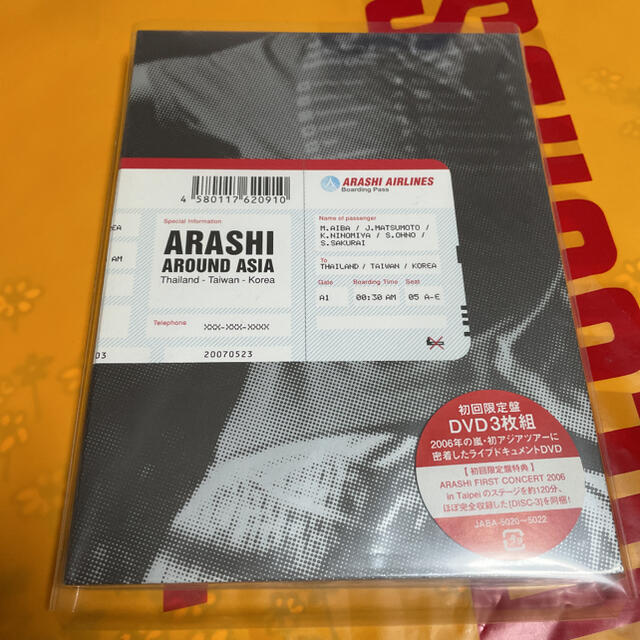 4 580117 620910
ARASHI AIRLINES
Boarding Pass
Special Information
ARASHI
AROUND ASIA
Thailand - Taiwan - Korea
Telephone
XXX-XXX-XXXX
20070523
Name of passenger
M.AIBA / J.MATSUMOTO /
K.NINOMIYA / S.OHNO /
S.SAKURAI
To
THAILAND / TAIWAN / KOREA
Gate Boarding Time Seat
A1 00:30 AM 05 A-E
REA
AM
03
初回限定盤
DVD3枚組
2006年の嵐・初アジアツアーに
密着したライブドキュメントDVD
【初回限定盤特典】
ARASHI FIRST CONCERT 2006
in Taipei のステージを約120分、
ほぼ完全収録した[DISC-3]を同梱!
JABA-5020〜5022